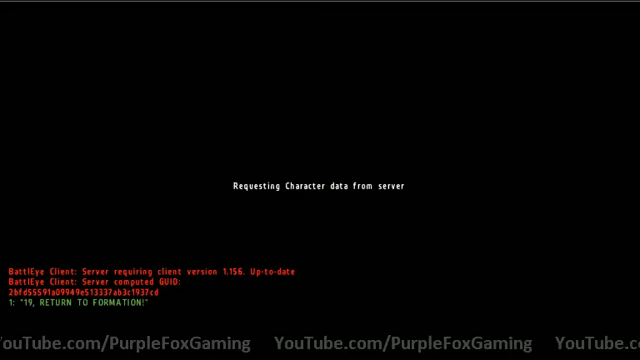 Requesting Character data from server
BattlEye Client: Server requiring client version 1.156. Up-to-date
BattlEye Client: Server computed GUID:
2bfd55591a09949e513337ab3c1937cd
1: "19, RETURN TO FORMATION!"
YouTube.com/PurpleFoxGaming YouTube.com/PurpleFoxGaming YouTube.co